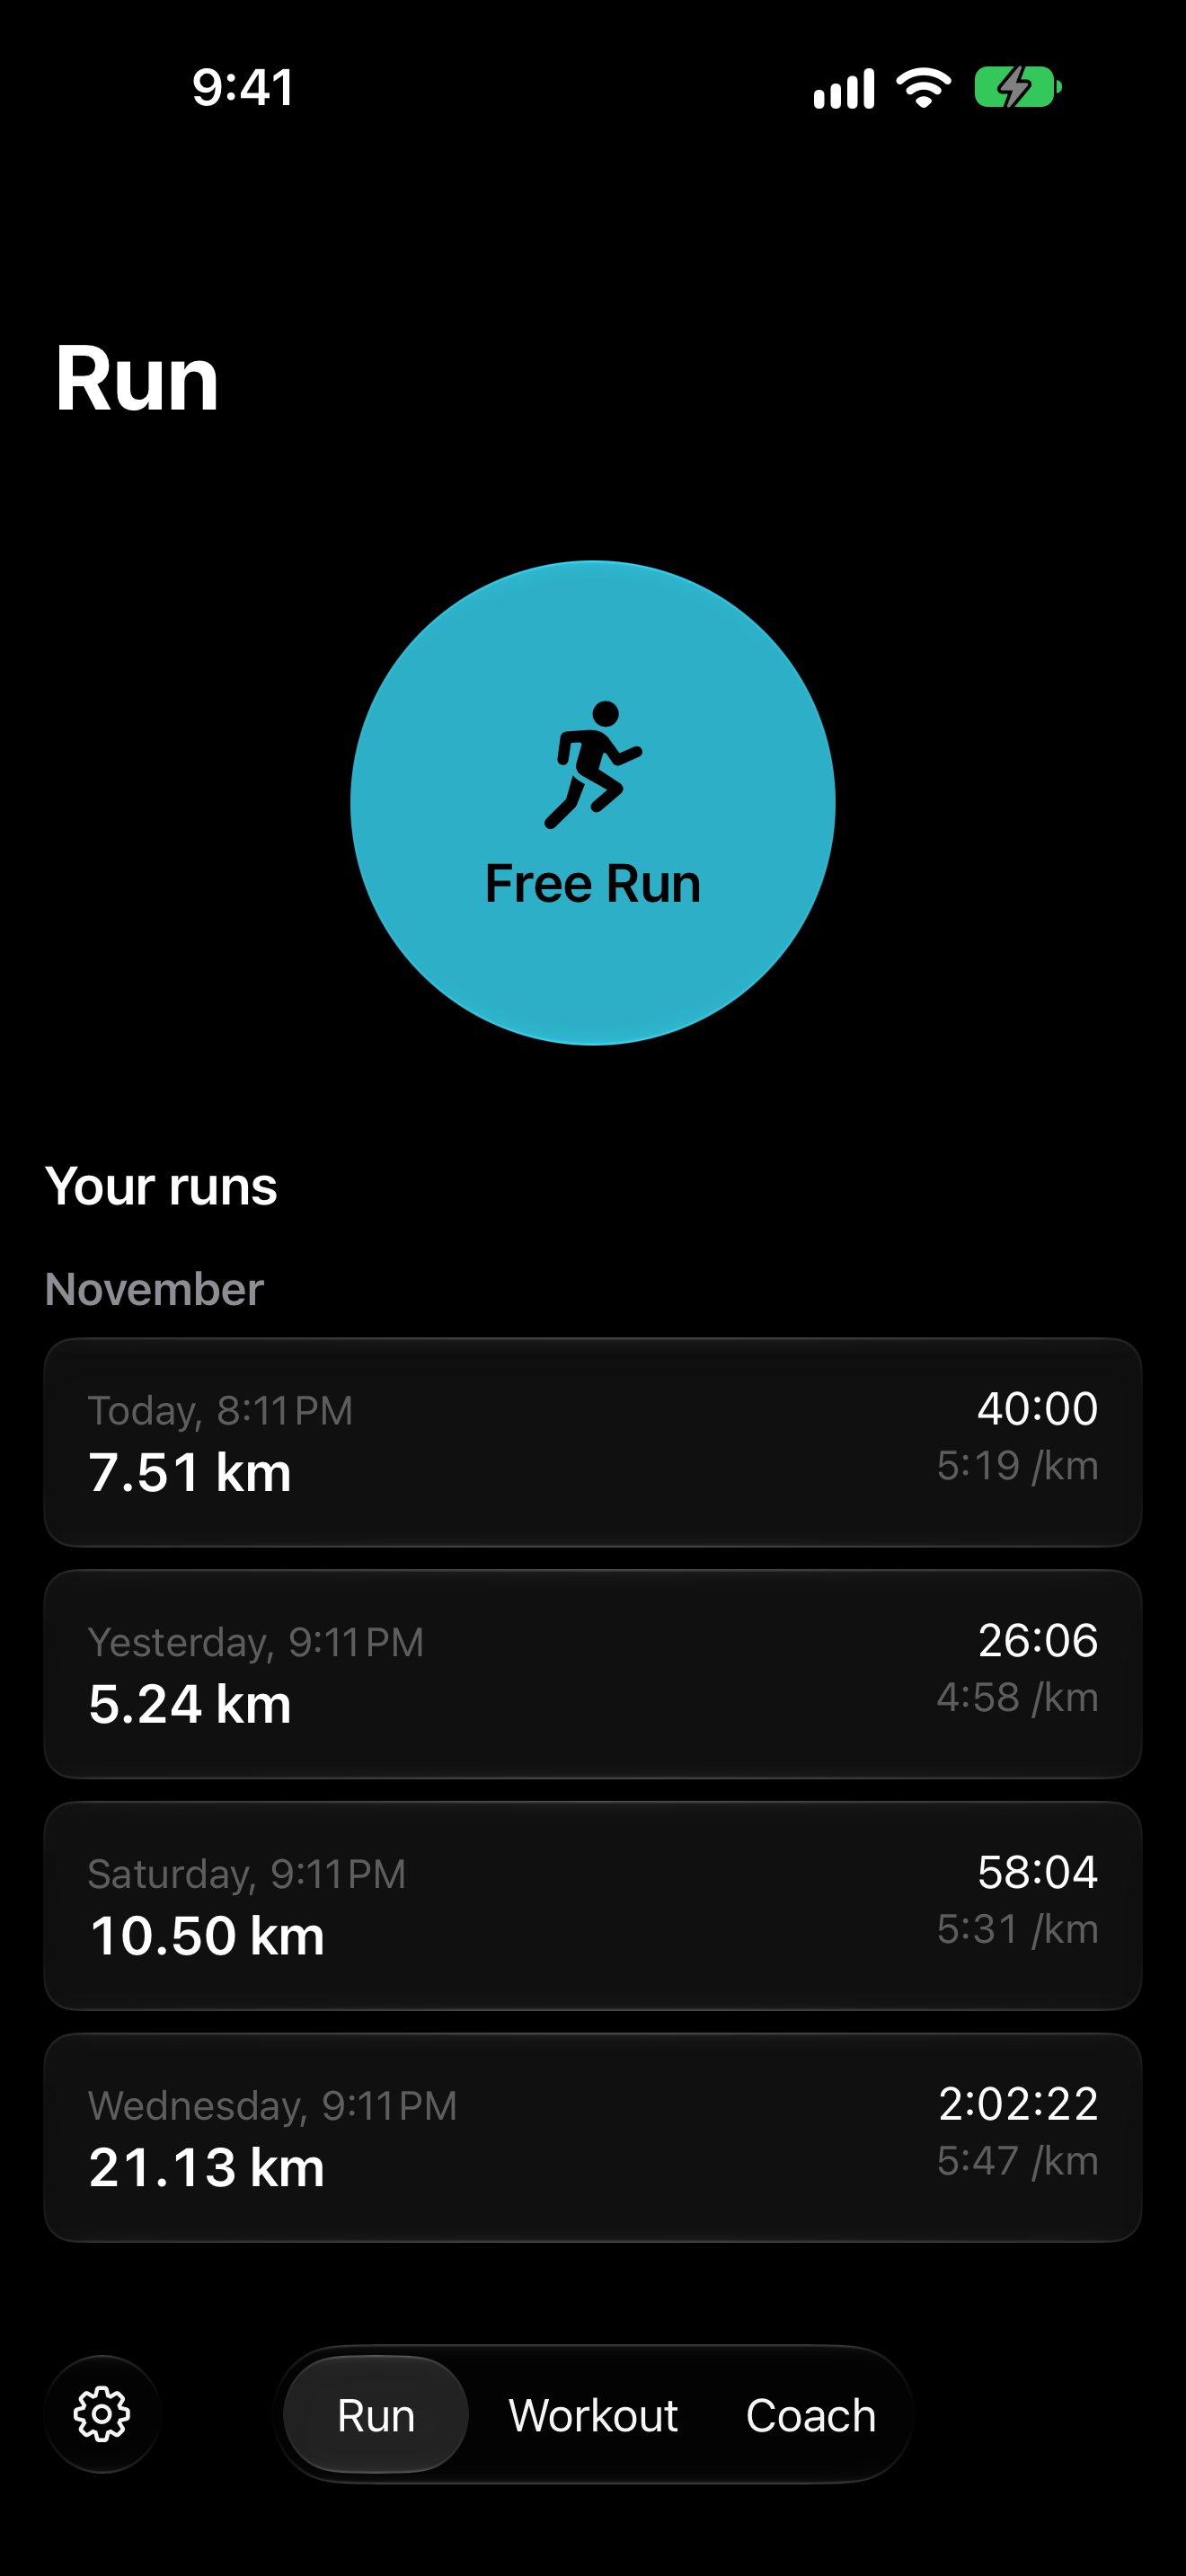 9:41
Run
Free Run
Your runs
November
Today, 8:11 PM
40:00
7.51 km
5:19 /km
Yesterday, 9:11 PM
26:06
5.24 km
4:58 /km
Saturday, 9:11 PM
58:04
10.50 km
5:31 /km
Wednesday, 9:11 PM
2:02:22
21.13 km
5:47 /km
Run Workout Coach